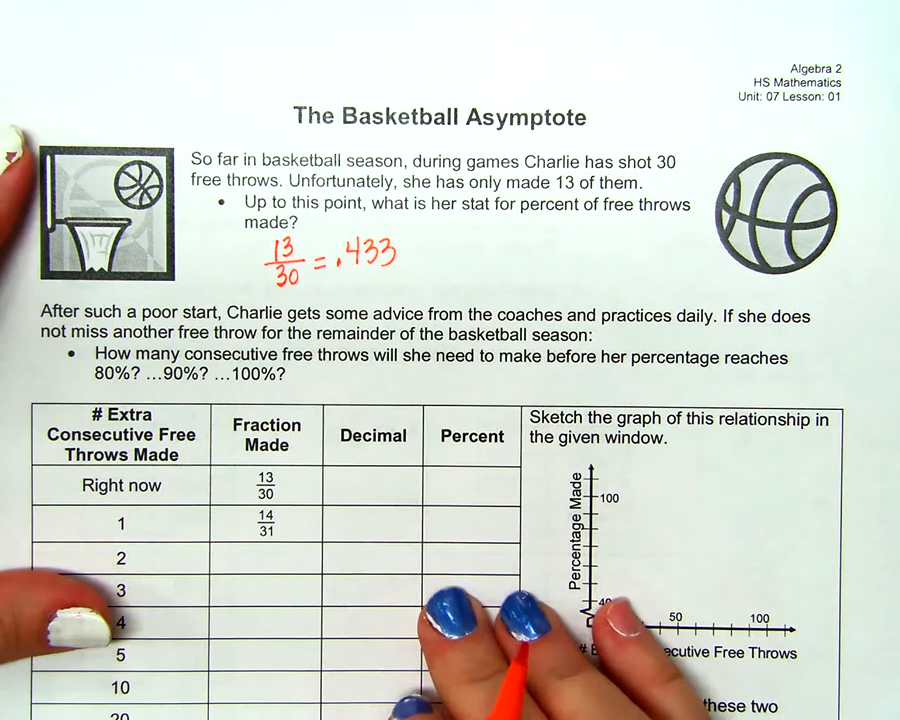 Algebra 2
HS Mathematics
Unit: 07 Lesson: 01
The Basketball Asymptote
So far in basketball season, during games Charlie has shot 30
free throws. Unfortunately, she has only made 13 of them.
• Up to this point, what is her stat for percent of free throws
made?
13/30 = .433
After such a poor start, Charlie gets some advice from the coaches and practices daily. If she does
not miss another free throw for the remainder of the basketball season:
• How many consecutive free throws will she need to make before her percentage reaches
80%? ...90%? ...100%?
# Extra
Consecutive Free
Throws Made
Fraction
Made
Decimal
Percent
Right now
13/30
1
14/31
2
3
4
5
10
20
Sketch the graph of this relationship in
the given window.
Percentage Made
100
50
100
Free Throws
these two